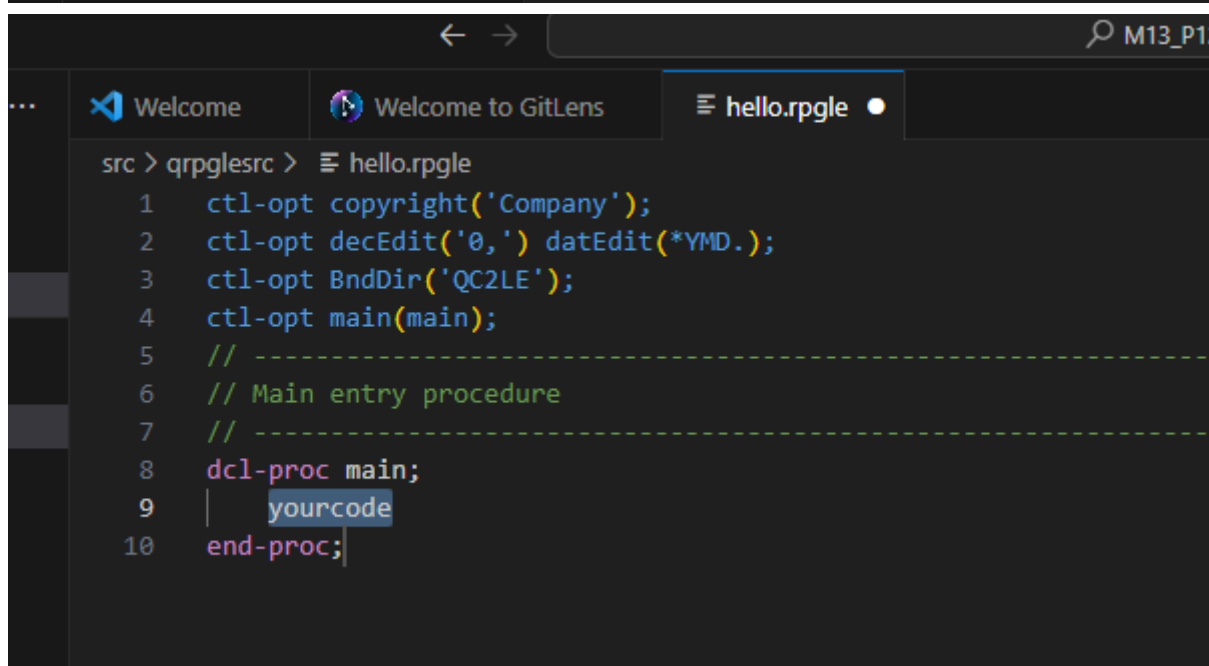 ← → M13_P1
... Welcome Welcome to GitLens hello.rpgle ●
src > qrpglesrc > hello.rpgle
1 ctl-opt copyright('Company');
2 ctl-opt decEdit('0,') datEdit(*YMD.);
3 ctl-opt BndDir('QC2LE');
4 ctl-opt main(main);
5 // --------------------------------------------------------------
6 // Main entry procedure
7 // --------------------------------------------------------------
8 dcl-proc main;
9 yourcode
10 end-proc;